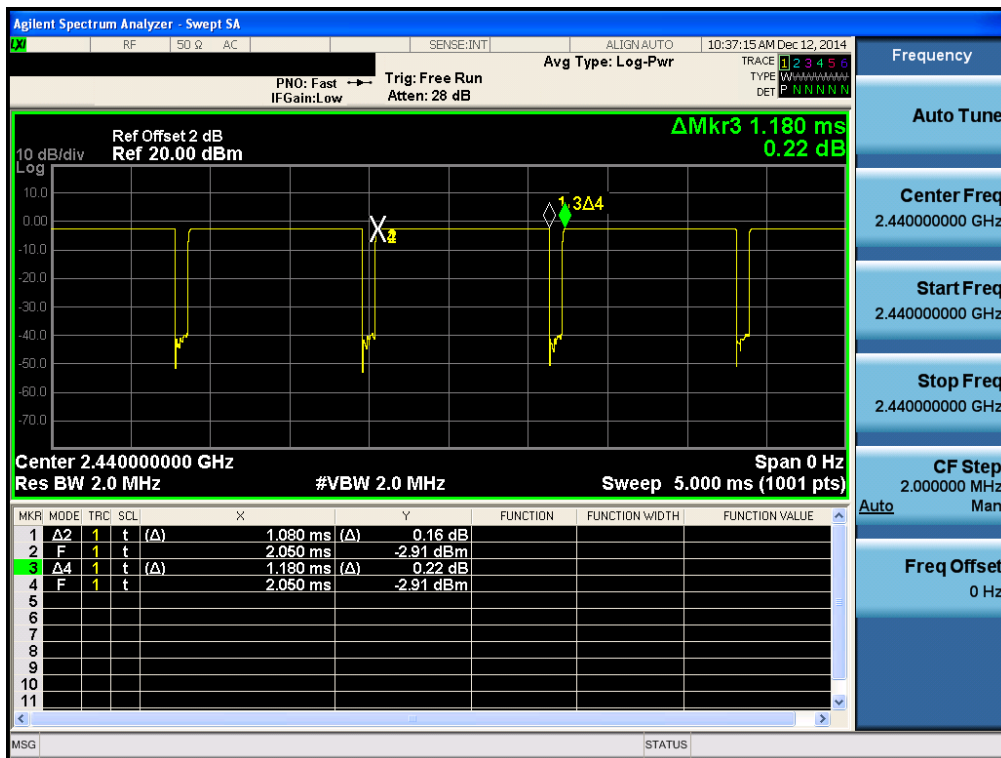 Agilent Spectrum Analyzer - Swept SA
LXI RF 50 Ω AC SENSE:INT ALIGN AUTO 10:37:15 AM Dec 12, 2014
Avg Type: Log-Pwr TRACE 1 2 3 4 5 6
PNO: Fast Trig: Free Run TYPE WWWWWW
IFGain:Low Atten: 28 dB DET P N N N N N
ΔMkr3 1.180 ms
0.22 dB
Ref Offset 2 dB
10 dB/div Ref 20.00 dBm
Log
10.0
0.00
-10.0
-20.0
-30.0
-40.0
-50.0
-60.0
-70.0
3Δ4
Center 2.440000000 GHz Span 0 Hz
Res BW 2.0 MHz #VBW 2.0 MHz Sweep 5.000 ms (1001 pts)
MKR MODE TRC SCL X Y FUNCTION FUNCTION WIDTH FUNCTION VALUE
1 Δ2 1 t (Δ) 1.080 ms (Δ) 0.16 dB
2 F 1 t 2.050 ms -2.91 dBm
3 Δ4 1 t (Δ) 1.180 ms (Δ) 0.22 dB
4 F 1 t 2.050 ms -2.91 dBm
5
6
7
8
9
10
11
MSG STATUS
Frequency
Auto Tune
Center Freq
2.440000000 GHz
Start Freq
2.440000000 GHz
Stop Freq
2.440000000 GHz
CF Step
2.000000 MHz
Auto Man
Freq Offset
0 Hz